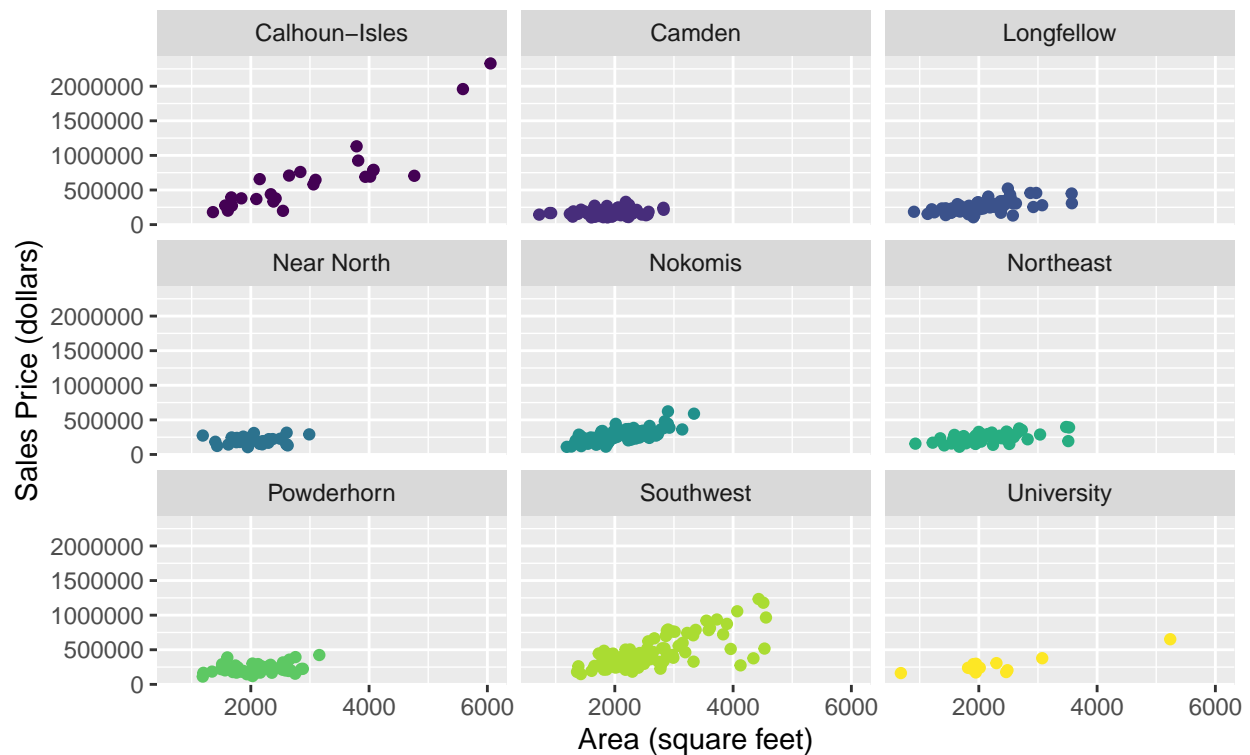 Calhoun−Isles Camden Longfellow
2000000
1500000
1000000
500000
0
Near North Nokomis Northeast
2000000
1500000
1000000
500000
0
Powderhorn Southwest University
2000000
1500000
1000000
500000
0
2000 4000 6000 2000 4000 6000 2000 4000 6000
Area (square feet)
Sales Price (dollars)